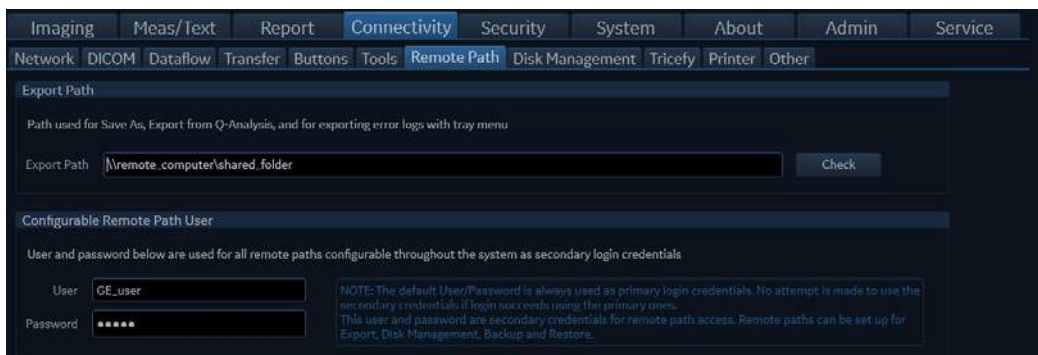 Imaging Meas/Text Report Connectivity Security System About Admin Service
Network DICOM Dataflow Transfer Buttons Tools Remote Path Disk Management Tricefy Printer Other
Export Path
Path used for Save As, Export from Q-Analysis, and for exporting error logs with tray menu
Export Path \\remote_computer\shared_folder Check
Configurable Remote Path User
User and password below are used for all remote paths configurable throughout the system as secondary login credentials
User GE_user
NOTE: The default User/Password is always used as primary login credentials. No attempt is made to use the
secondary credentials if login succeeds using the primary ones.
This user and password are secondary credentials for remote path access. Remote paths can be set up for
Export, Disk Management, Backup and Restore.
Password •••••